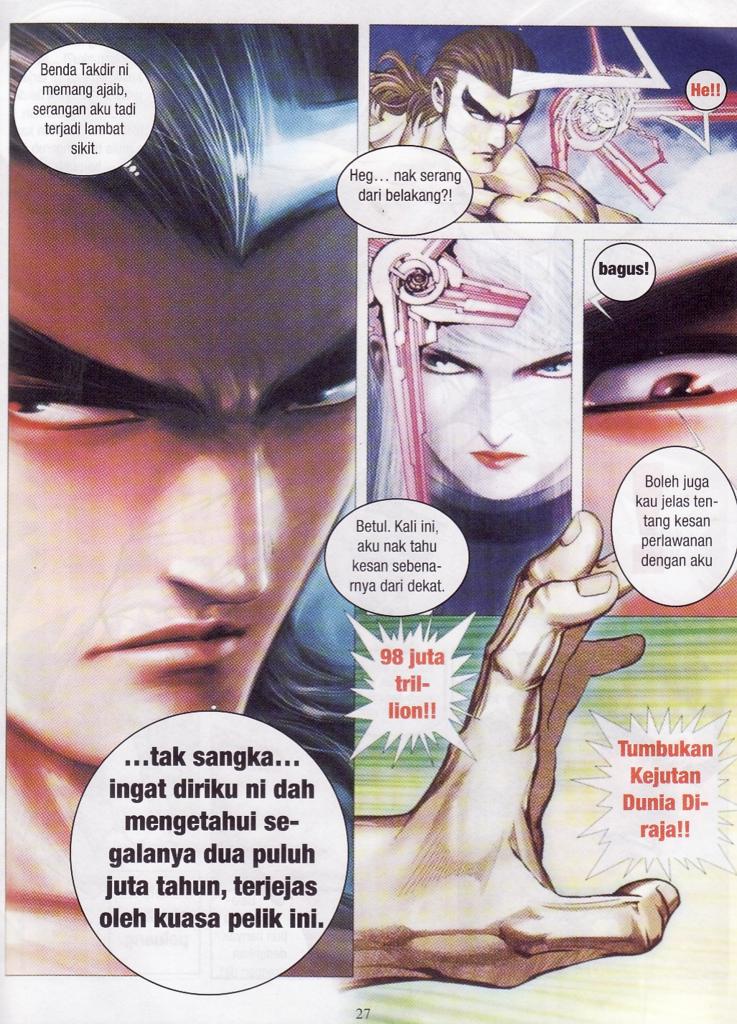 Benda Takdir ni
memang ajaib,
serangan aku tadi
terjadi lambat
sikit.
He!!
Heg... nak serang
dari belakang?!
bagus!
Boleh juga
kau jelas ten-
tang kesan
perlawanan
dengan aku
Betul. Kali ini,
aku nak tahu
kesan sebena-
rnya dari dekat.
98 juta
tril-
lion!!
Tumbukan
Kejutan
Dunia Di-
raja!!
...tak sangka...
ingat diriku ni dah
mengetahui se-
galanya dua puluh
juta tahun, terjejas
oleh kuasa pelik ini.
27